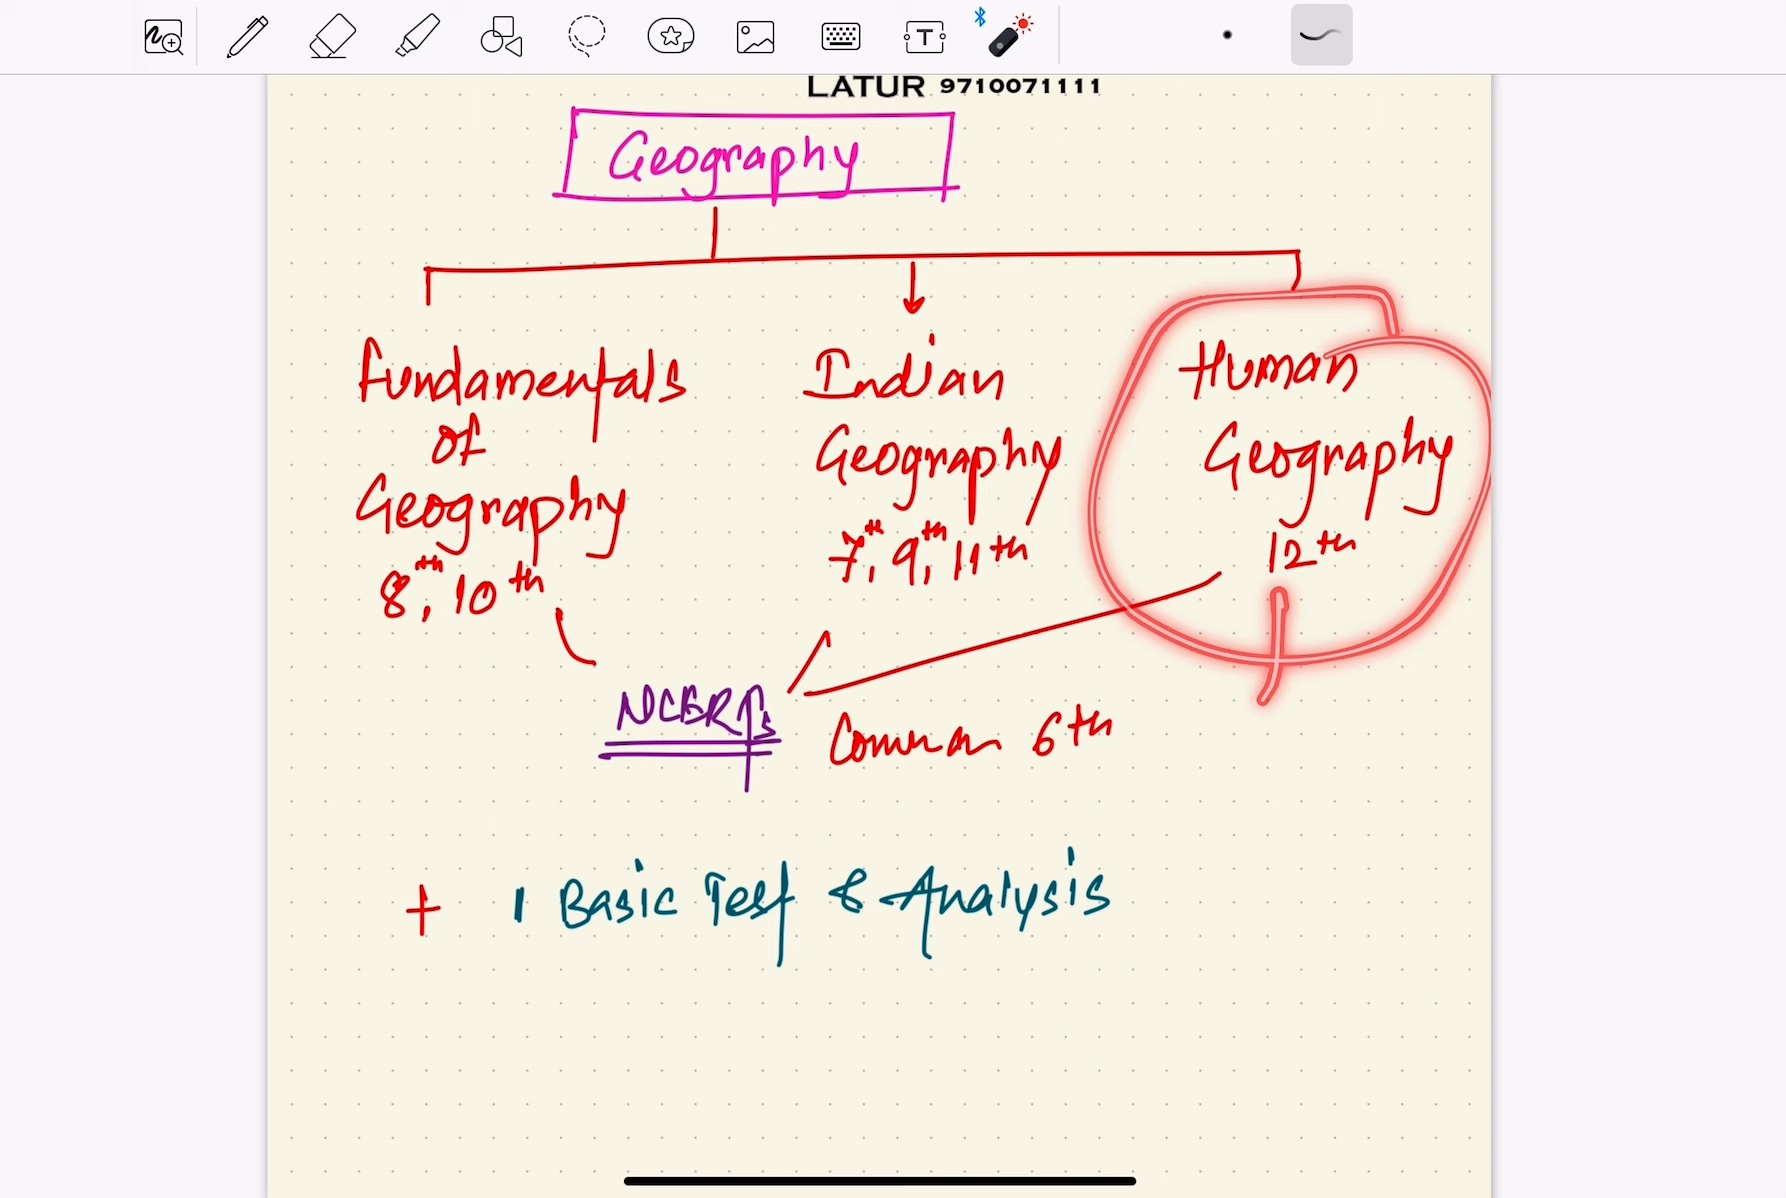 LATUR 9710071111
Geography
Fundamentals
of
Geography
8th, 10th
Indian
Geography
7th, 9th, 11th
Human
Geography
12th
NCERTs
Common 6th
+ 1 Basic Test & Analysis